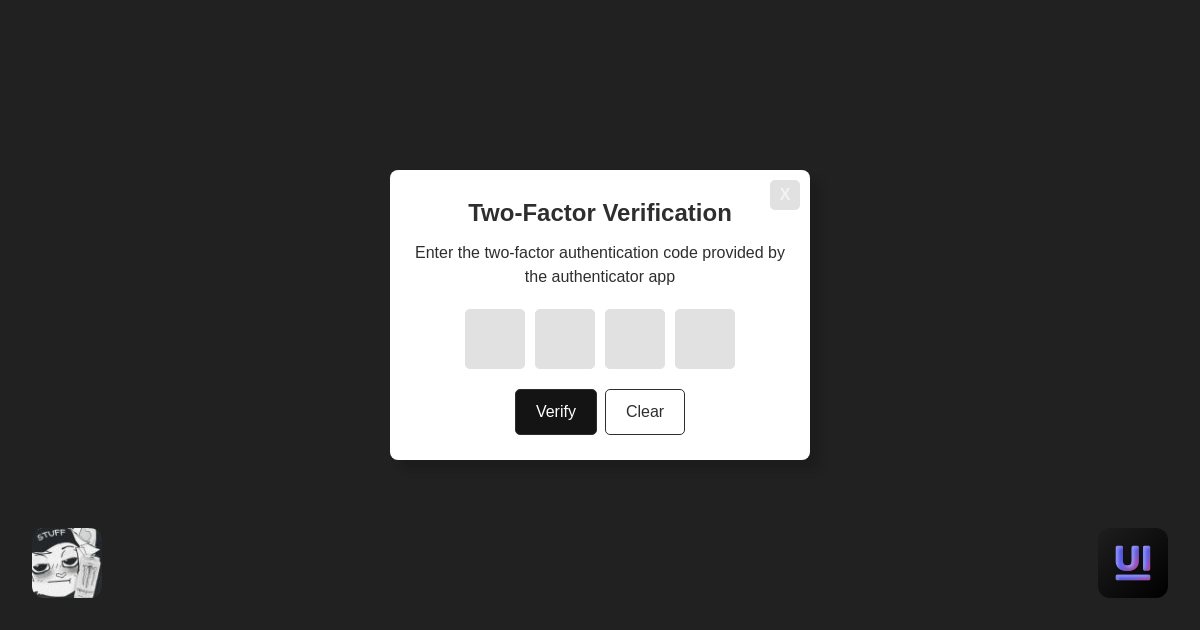 X
Two-Factor Verification
Enter the two-factor authentication code provided by
the authenticator app
Verify
Clear
STUFF
UI